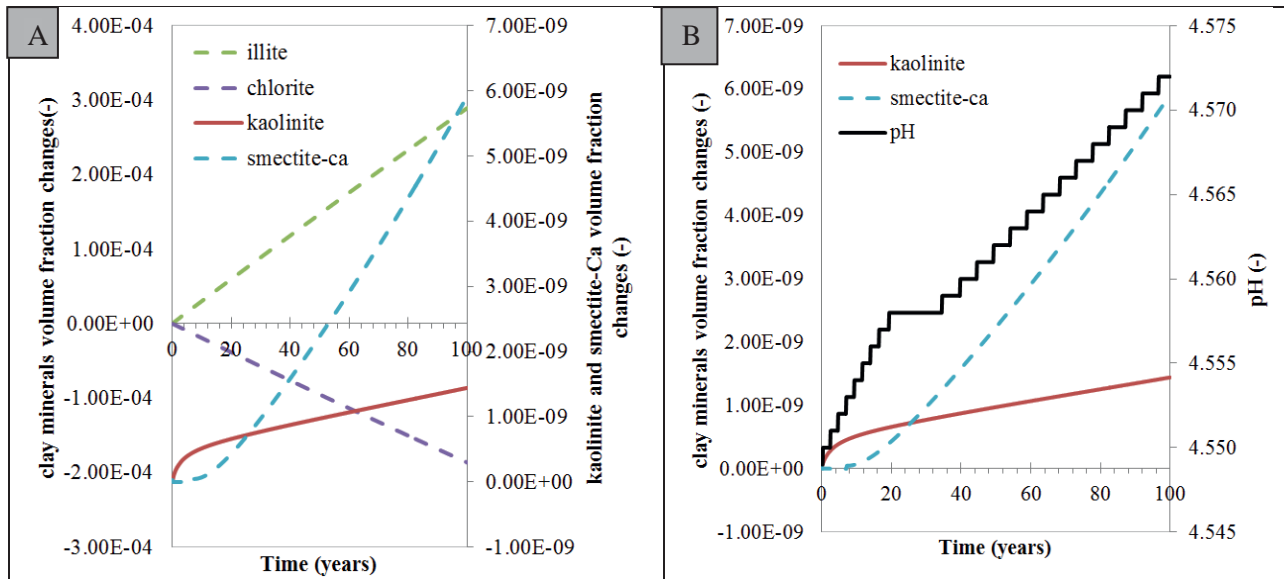 A
clay minerals volume fraction changes(-)
4.00E-04
3.00E-04
2.00E-04
1.00E-04
0.00E+00
-1.00E-04
-2.00E-04
-3.00E-04
illite
chlorite
kaolinite
smectite-ca
0
20
40
60
80
100
Time (years)
7.00E-09
6.00E-09
5.00E-09
4.00E-09
3.00E-09
2.00E-09
1.00E-09
0.00E+00
-1.00E-09
kaolinite and smectite-Ca volume fraction
changes (-)
B
clay minerals volume fraction changes (-)
7.00E-09
6.00E-09
5.00E-09
4.00E-09
3.00E-09
2.00E-09
1.00E-09
0.00E+00
-1.00E-09
kaolinite
smectite-ca
pH
0
20
40
60
80
100
Time (years)
4.575
4.570
4.565
4.560
4.555
4.550
4.545
pH (-)